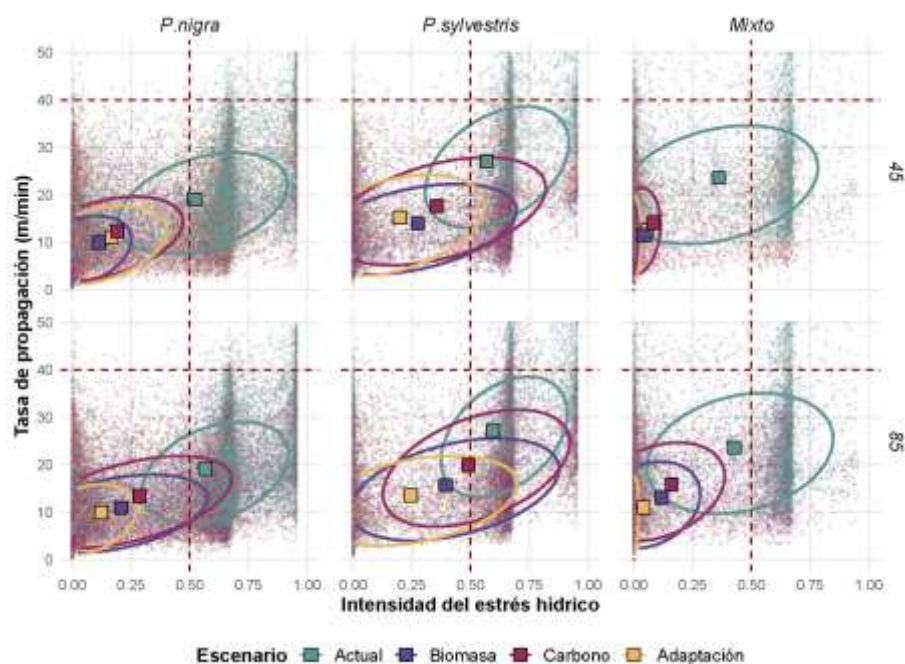 P.nigra P.sylvestris Mixto
50
40
30
20
10
0
45
50
40
30
20
10
0
85
Tasa de propagación (m/min)
0.00 0.25 0.50 0.75 1.00 0.00 0.25 0.50 0.75 1.00 0.00 0.25 0.50 0.75 1.00
Intensidad del estrés hídrico
Escenario Actual Biomasa Carbono Adaptación